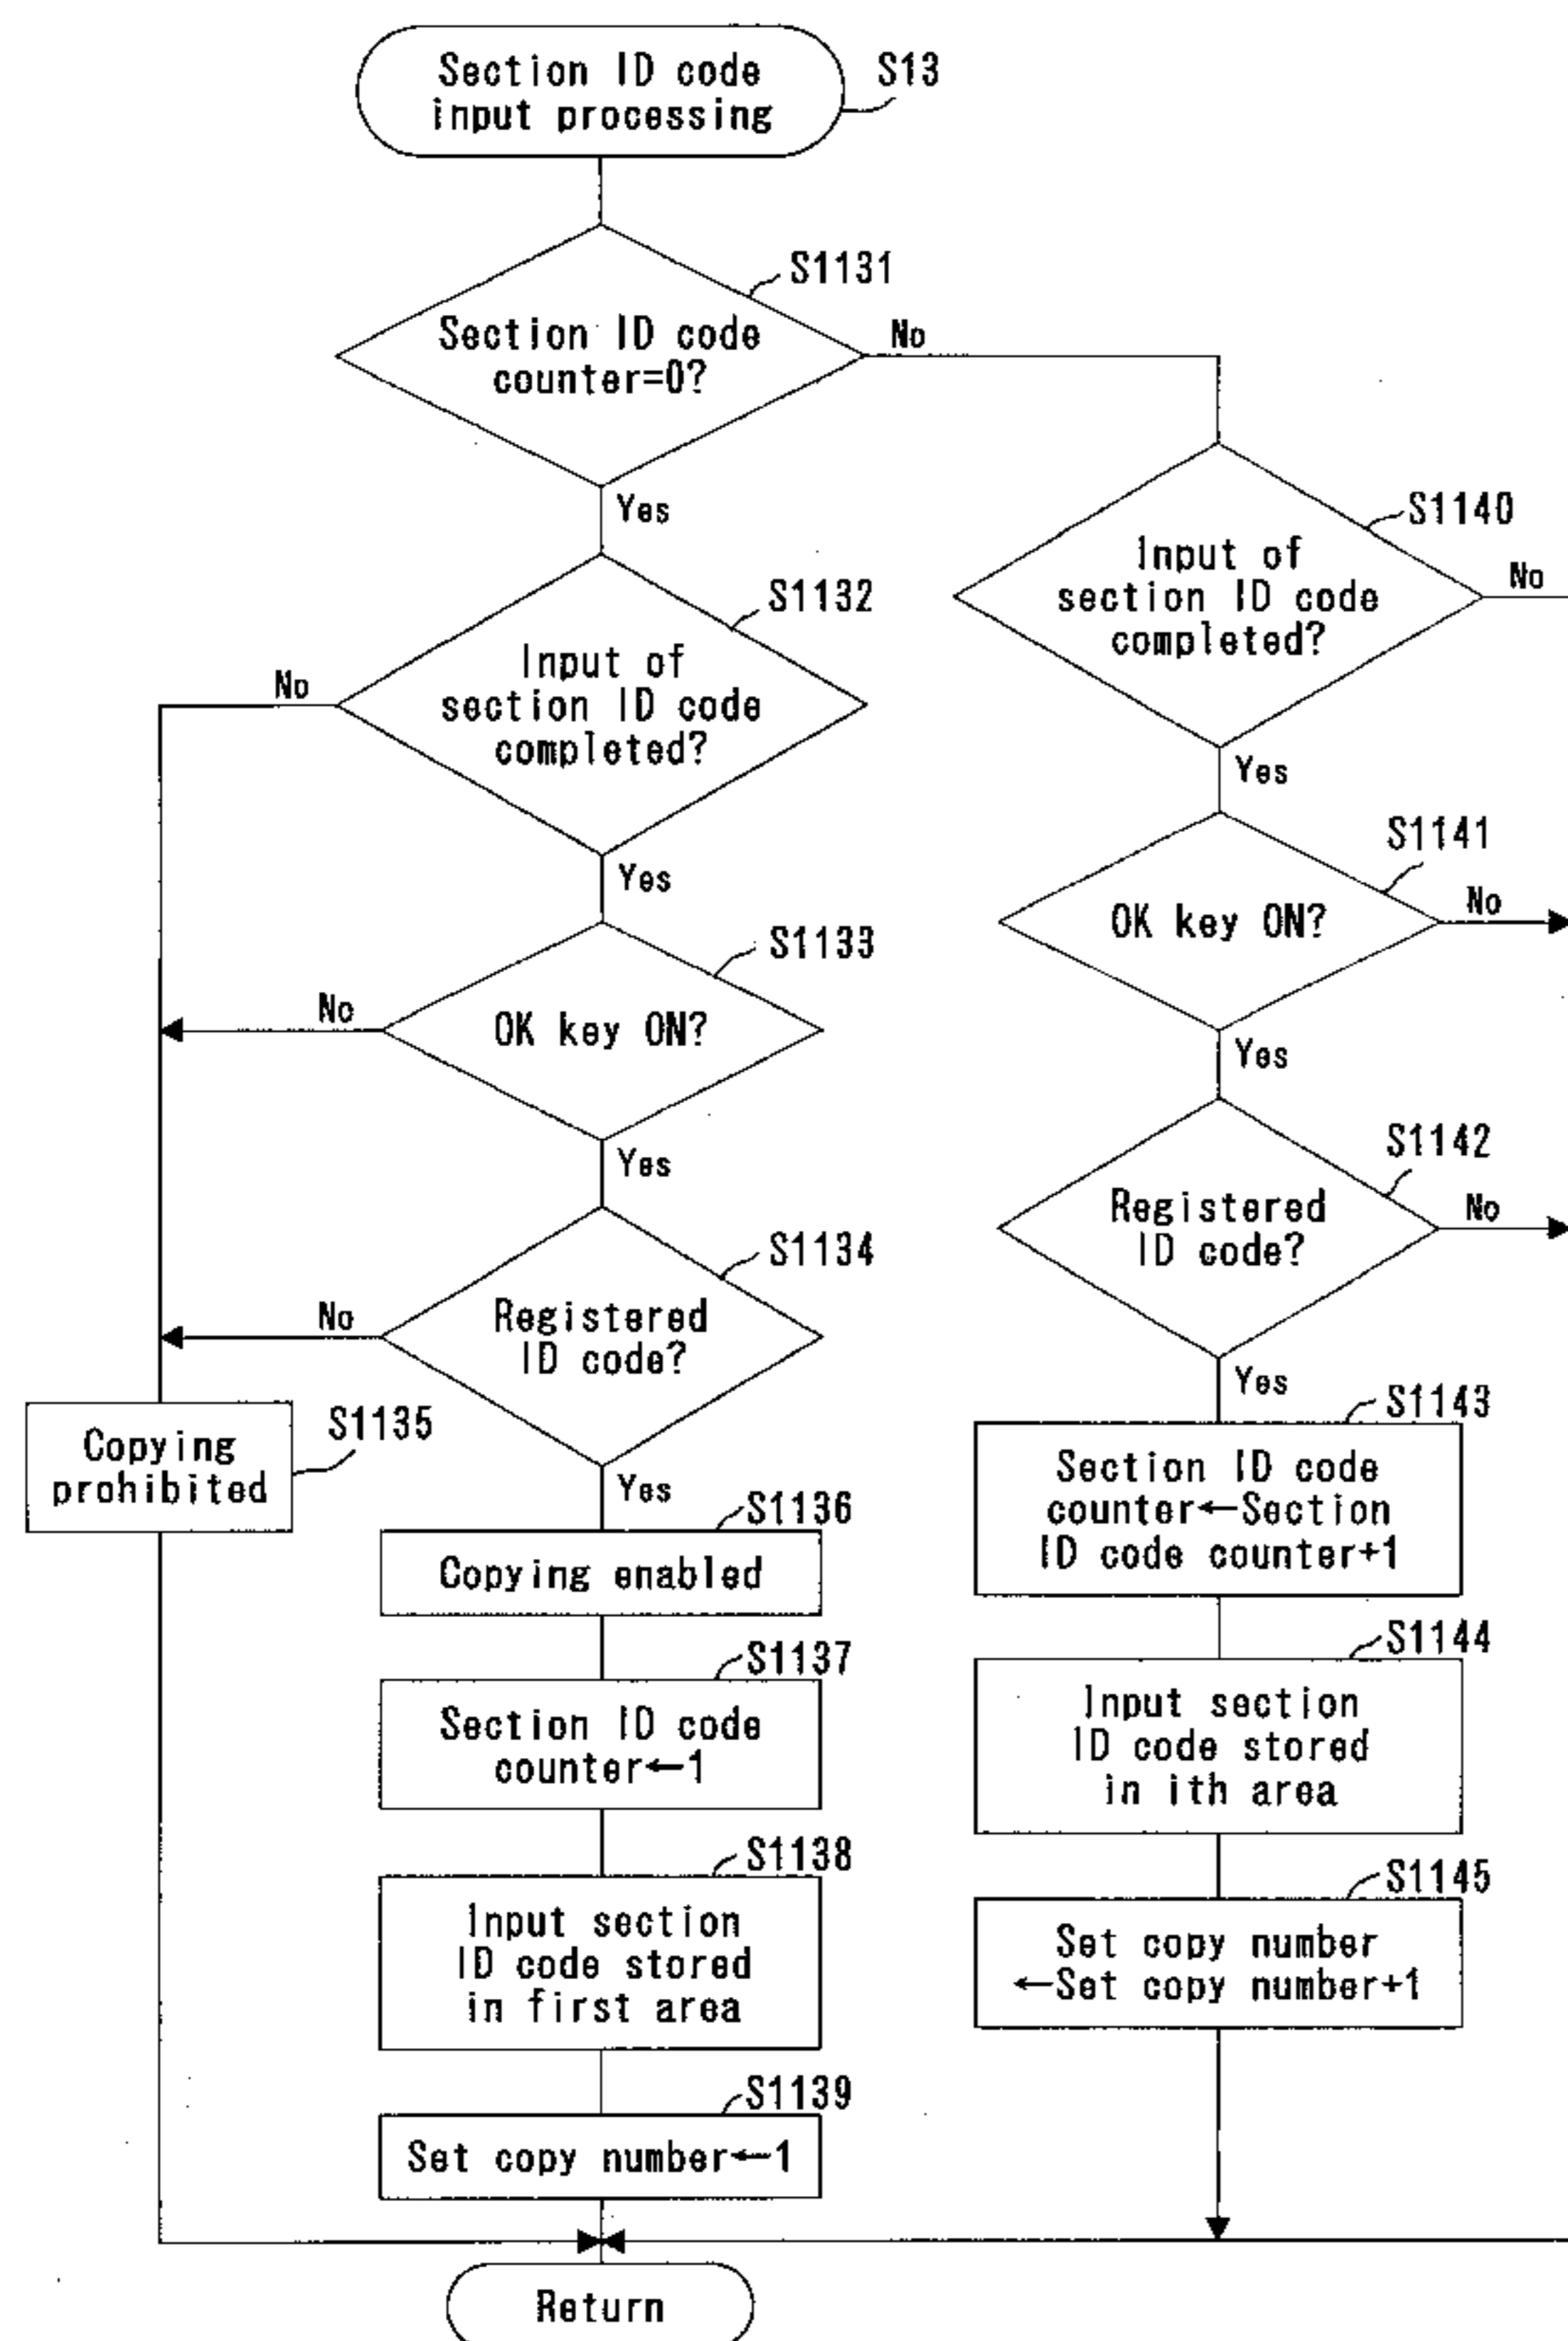 Section ID code
input processing
S13
S1131
Section ID code
counter=0?
No
Yes
S1132
Input of
section ID code
completed?
No
Yes
S1133
OK key ON?
No
Yes
S1134
Registered
ID code?
No
Yes
Copying
prohibited
S1135
S1136
Copying enabled
S1137
Section ID code
counter←1
S1138
Input section
ID code stored
in first area
S1139
Set copy number←1
S1140
Input of
section ID code
completed?
No
Yes
S1141
OK key ON?
No
Yes
S1142
Registered
ID code?
No
Yes
S1143
Section ID code
counter←Section
ID code counter+1
S1144
Input section
ID code stored
in ith area
S1145
Set copy number
←Set copy number+1
Return